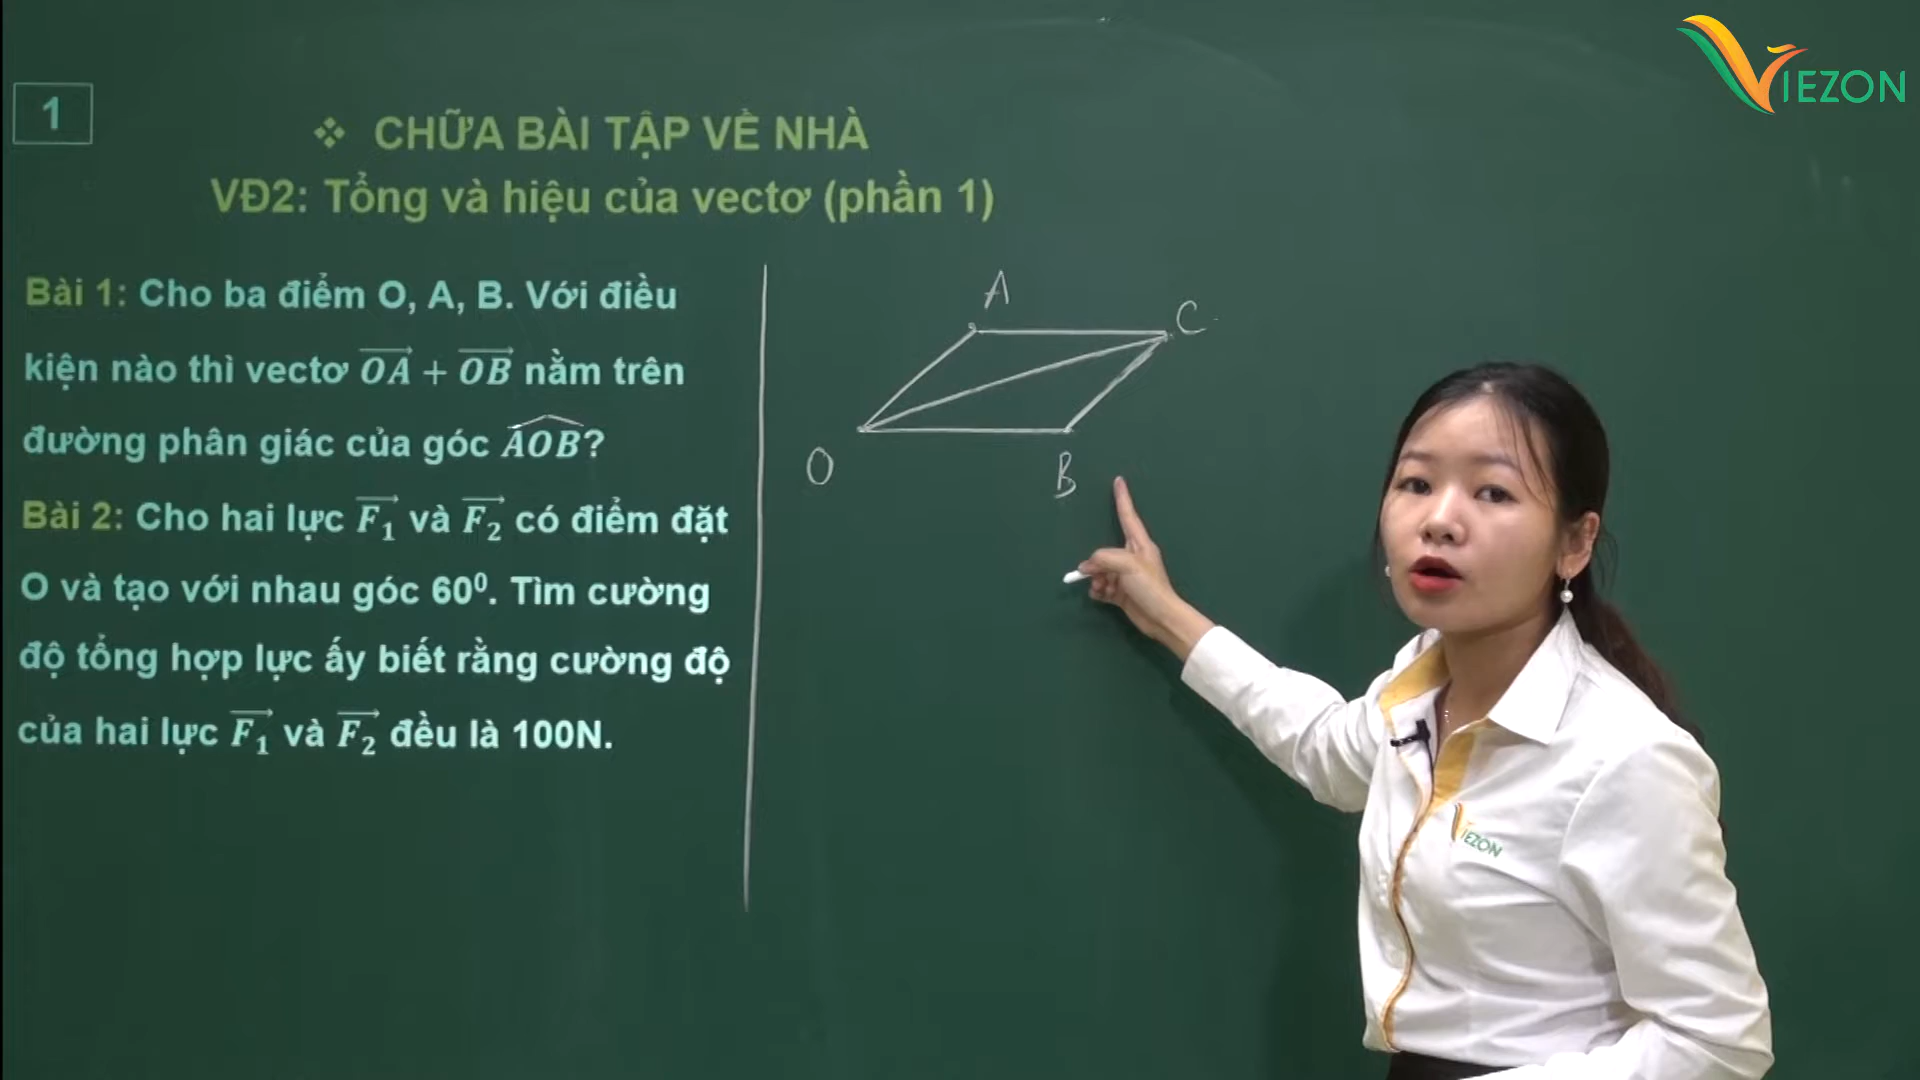 VIEZON
1
❖ CHỮA BÀI TẬP VỀ NHÀ
VĐ2: Tổng và hiệu của vectơ (phần 1)
Bài 1: Cho ba điểm O, A, B. Với điều
kiện nào thì vectơ $\overrightarrow{OA} + \overrightarrow{OB}$ nằm trên
đường phân giác của góc $\widehat{AOB}$?
Bài 2: Cho hai lực $\overrightarrow{F_1}$ và $\overrightarrow{F_2}$ có điểm đặt
O và tạo với nhau góc 60⁰. Tìm cường
độ tổng hợp lực ấy biết rằng cường độ
của hai lực $\overrightarrow{F_1}$ và $\overrightarrow{F_2}$ đều là 100N.
A
C
O
B
VIEZON